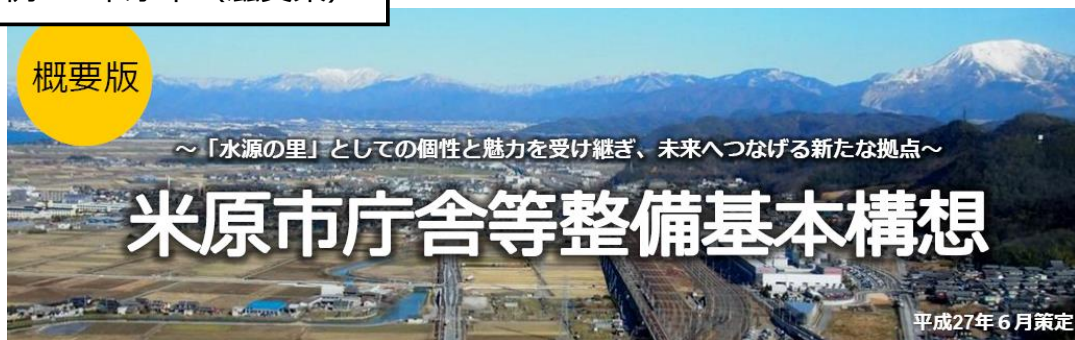 概要版
～「水源の里」としての個性と魅力を受け継ぎ、未来へつなげる新たな拠点～
米原市庁舎等整備基本構想
平成27年６月策定